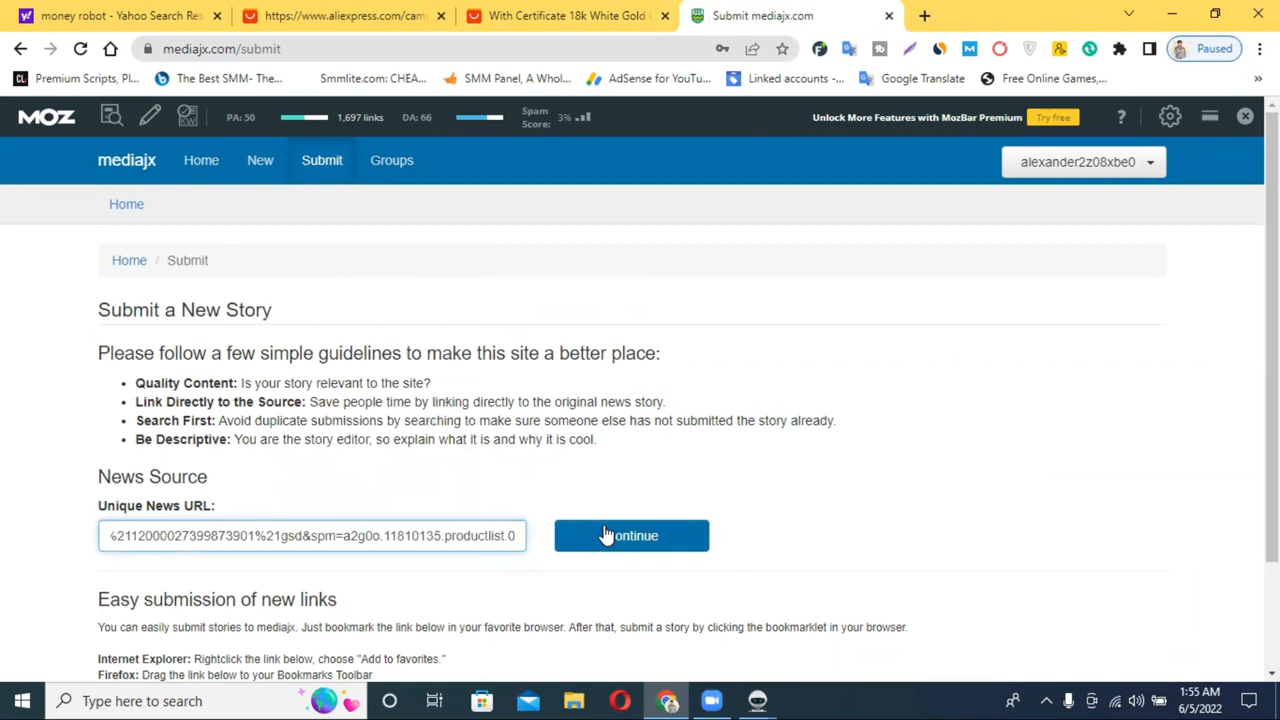 money robot - Yahoo Search Res
https://www.aliexpress.com/cam
With Certificate 18k White Gold
Submit mediajx.com
mediajx.com/submit
Paused
Premium Scripts, Pl...
The Best SMM- The...
Smmlite.com: CHEA...
SMM Panel, A Whol...
AdSense for YouTu...
Linked accounts -...
Google Translate
Free Online Games,...
MOZ
PA: 50
1,697 links
DA: 66
Spam
Score:
3%
Unlock More Features with MozBar Premium
Try free
mediajx
Home
New
Submit
Groups
alexander2z08xbe0
Home
Home / Submit
Submit a New Story
Please follow a few simple guidelines to make this site a better place:
Quality Content: Is your story relevant to the site?
Link Directly to the Source: Save people time by linking directly to the original news story.
Search First: Avoid duplicate submissions by searching to make sure someone else has not submitted the story already.
Be Descriptive: You are the story editor, so explain what it is and why it is cool.
News Source
Unique News URL:
%2112000027399873901%21gsd&spm=a2g0o.11810135.productlist.0
Continue
Easy submission of new links
You can easily submit stories to mediajx. Just bookmark the link below in your favorite browser. After that, submit a story by clicking the bookmarklet in your browser.
Internet Explorer: Rightclick the link below, choose "Add to favorites."
Firefox: Drag the link below to your Bookmarks Toolbar
Type here to search
1:55 AM
6/5/2022